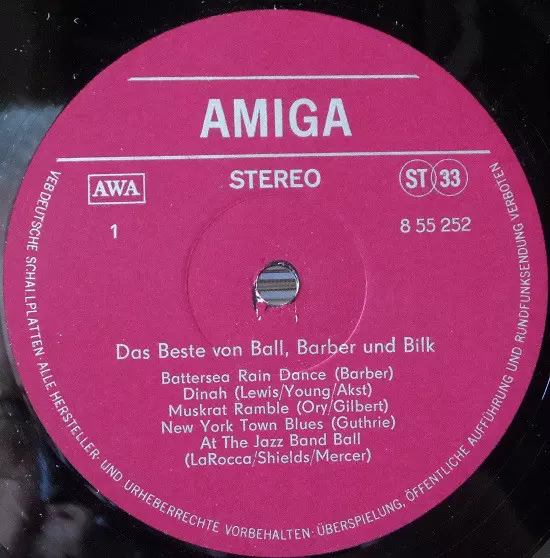 AMIGA
AWA
STEREO
ST 33
1
8 55 252
Das Beste von Ball, Barber und Bilk
Battersea Rain Dance (Barber)
Dinah (Lewis/Young/Akst)
Muskrat Ramble (Ory/Gilbert)
New York Town Blues (Guthrie)
At The Jazz Band Ball
(LaRocca/Shields/Mercer)
VEB DEUTSCHE SCHALLPLATTEN · ALLE HERSTELLER- UND URHEBERRECHTE VORBEHALTEN · ÜBERSPIELUNG, ÖFFENTLICHE AUFFÜHRUNG UND RUNDFUNKSENDUNG VERBOTEN